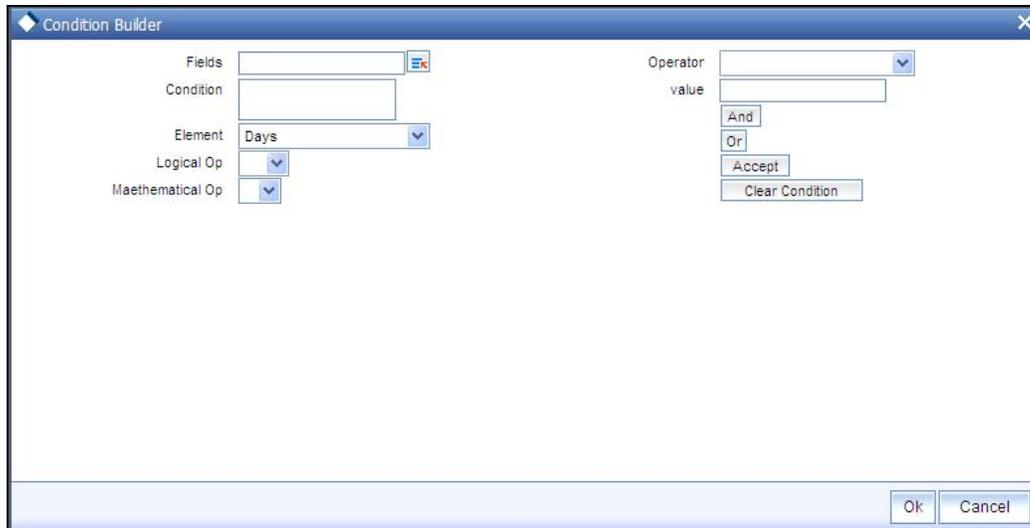 Condition Builder
Fields
Condition
Element Days
Logical Op
Maethematical Op
Operator
value
And
Or
Accept
Clear Condition
Ok Cancel